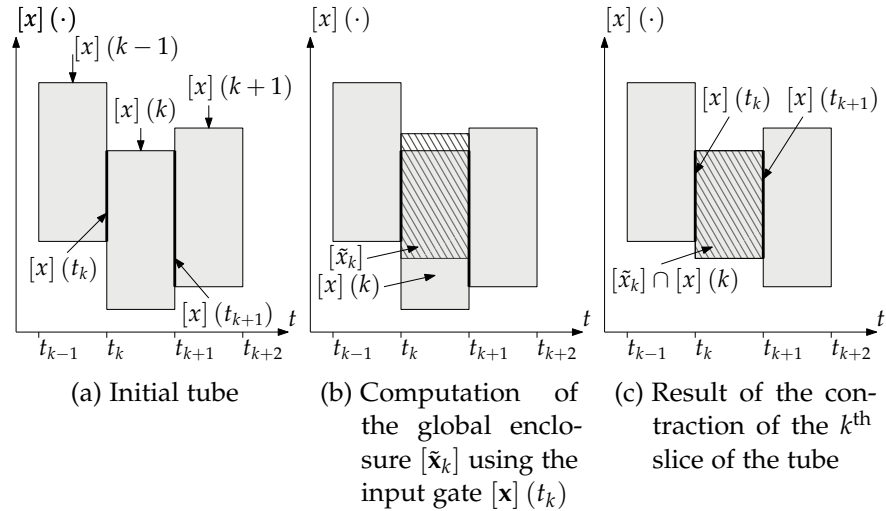 [x] (·)
[x] (k − 1)
[x] (k + 1)
[x] (k)
[x] (t_k)
[x] (t_{k+1})
t
t_{k−1} t_k t_{k+1} t_{k+2}
(a) Initial tube
[x] (·)
[x̃_k]
[x] (k)
t
t_{k−1} t_k t_{k+1} t_{k+2}
(b) Computation of
the global enclo-
sure [x̃_k] using the
input gate [x] (t_k)
[x] (·)
[x] (t_k)
[x] (t_{k+1})
[x̃_k] ∩ [x] (k)
t
t_{k−1} t_k t_{k+1} t_{k+2}
(c) Result of the con-
traction of the k^th
slice of the tube